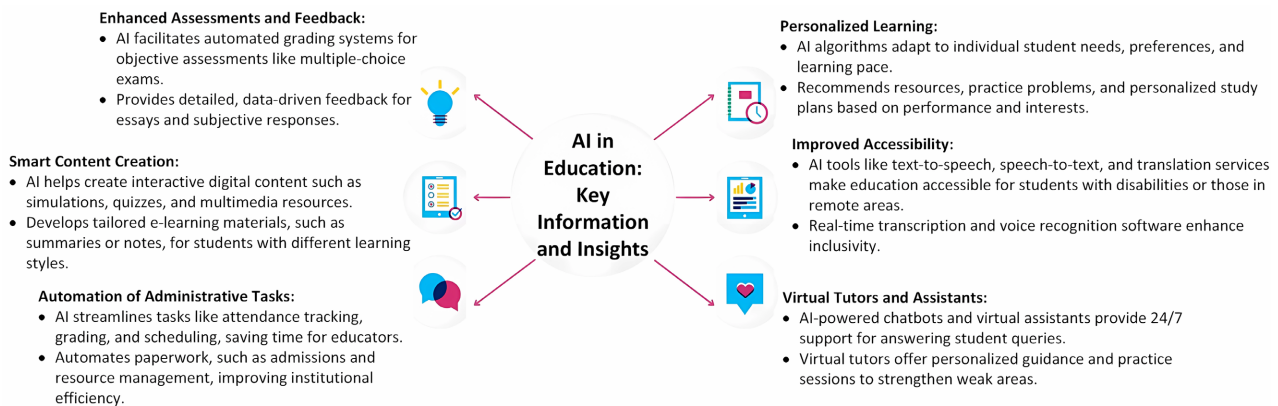 Enhanced Assessments and Feedback:
• AI facilitates automated grading systems for
objective assessments like multiple-choice
exams.
• Provides detailed, data-driven feedback for
essays and subjective responses.
Smart Content Creation:
• AI helps create interactive digital content such as
simulations, quizzes, and multimedia resources.
• Develops tailored e-learning materials, such as
summaries or notes, for students with different learning
styles.
Automation of Administrative Tasks:
• AI streamlines tasks like attendance tracking,
grading, and scheduling, saving time for educators.
• Automates paperwork, such as admissions and
resource management, improving institutional
efficiency.
AI in
Education:
Key
Information
and Insights
Personalized Learning:
• AI algorithms adapt to individual student needs, preferences, and
learning pace.
• Recommends resources, practice problems, and personalized study
plans based on performance and interests.
Improved Accessibility:
• AI tools like text-to-speech, speech-to-text, and translation services
make education accessible for students with disabilities or those in
remote areas.
• Real-time transcription and voice recognition software enhance
inclusivity.
Virtual Tutors and Assistants:
• AI-powered chatbots and virtual assistants provide 24/7
support for answering student queries.
• Virtual tutors offer personalized guidance and practice
sessions to strengthen weak areas.